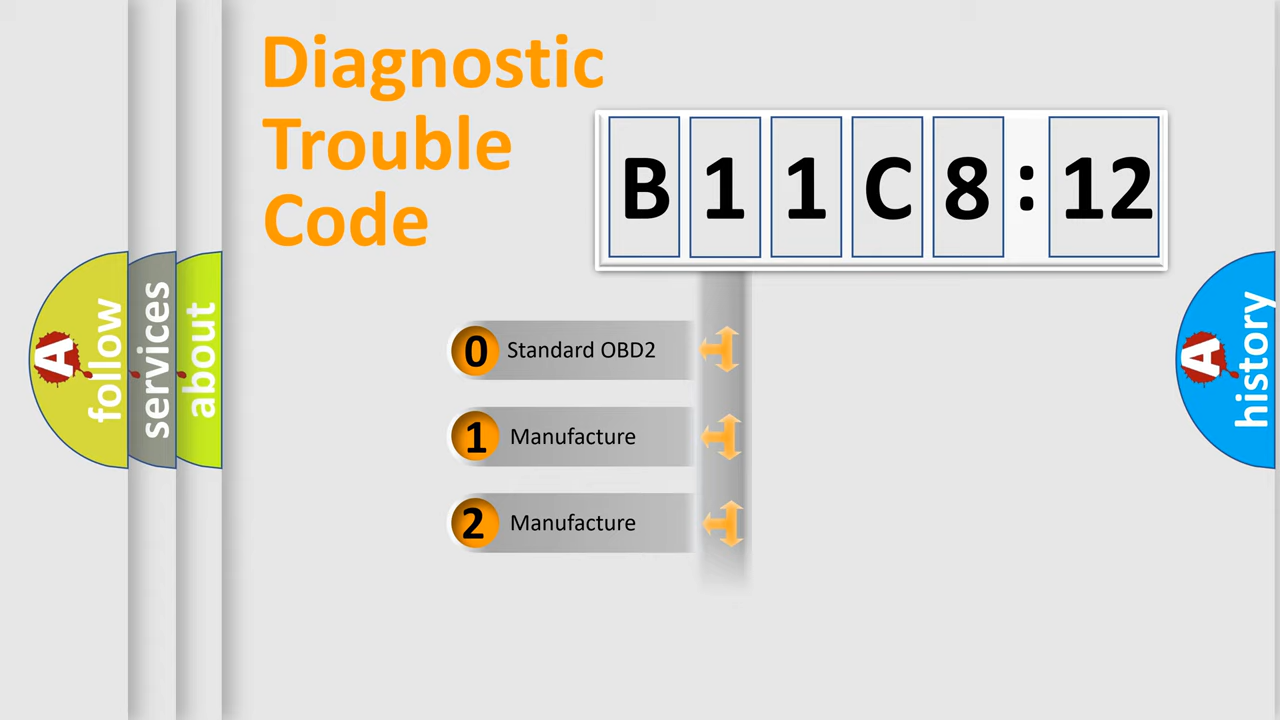 Diagnostic
Trouble
Code
B 1 1 C 8 : 12
0 Standard OBD2
1 Manufacture
2 Manufacture
A follow
services
about
A history